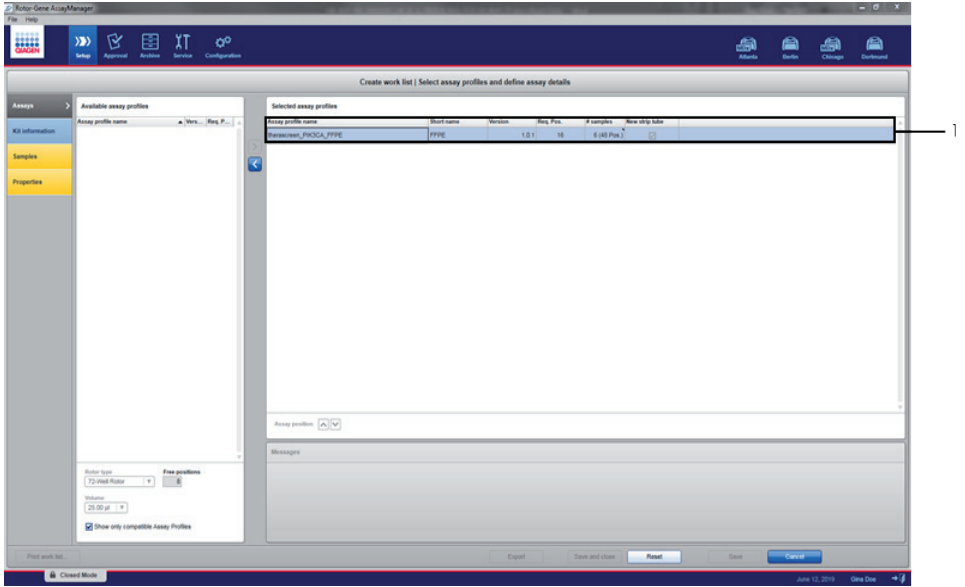 Rotor-Gene AssayManager
File Help
QIAGEN
Setup Approval Archive Service Configuration
Atlanta Berlin Chicago Dortmund
Create work list | Select assay profiles and define assay details
Assays
Kit information
Samples
Properties
Available assay profiles
Assay profile name Vers... Req. P...
Selected assay profiles
Assay profile name Short name Version Req. Pos. # samples New strip tube
therascreen_PIK3CA_FFPE FFPE 1.0.1 16 6 (48 Pos.)
1
Assay position
Messages
Rotor type Free positions
72-Well Rotor
Volume
25.00 µl
Show only compatible Assay Profiles
Print work list...
Export Save and close Reset Save Cancel
Closed Mode
June 12, 2019 Gina Doe